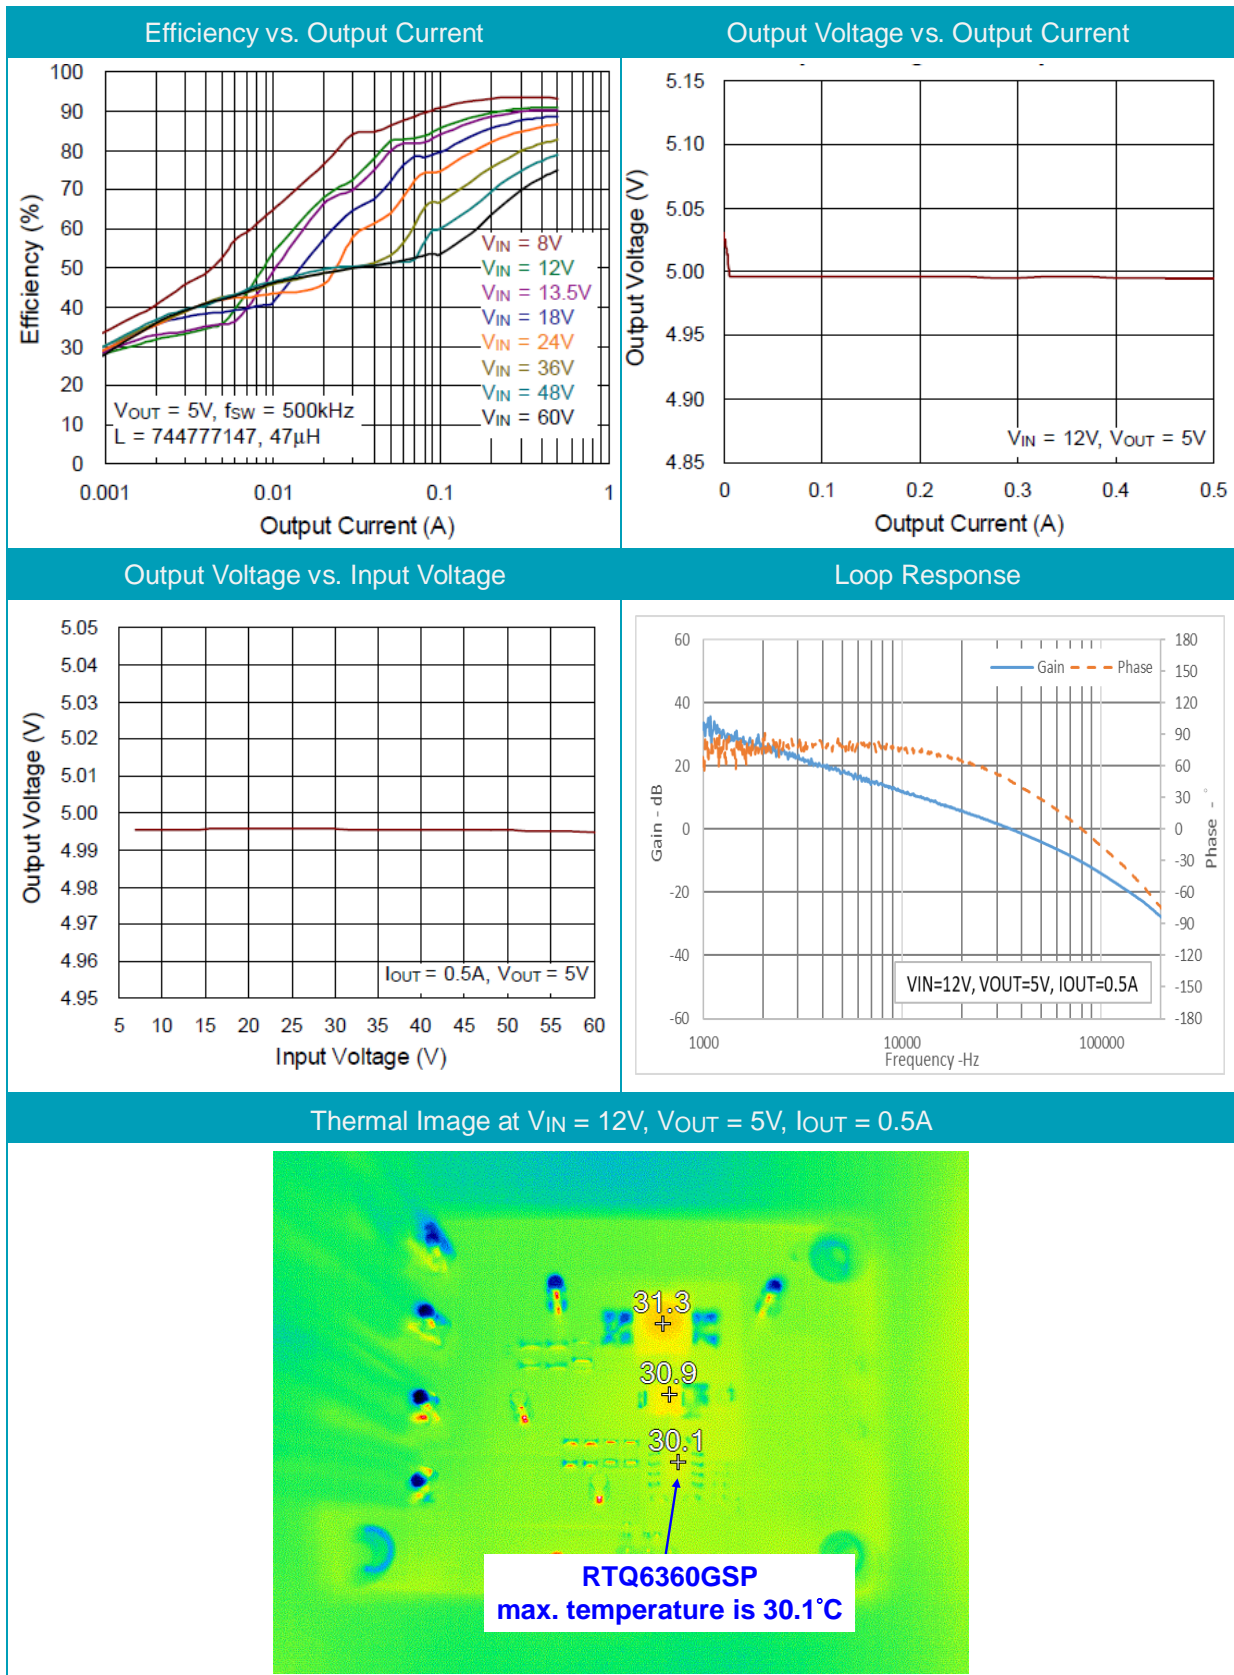 Efficiency vs. Output Current
100
90
80
70
60
50
40
30
20
10
0
Efficiency (%)
VIN = 8V
VIN = 12V
VIN = 13.5V
VIN = 18V
VIN = 24V
VIN = 36V
VIN = 48V
VIN = 60V
VOUT = 5V, fSW = 500kHz
L = 744777147, 47μH
0.001 0.01 0.1 1
Output Current (A)
Output Voltage vs. Output Current
5.15
5.10
5.05
5.00
4.95
4.90
4.85
Output Voltage (V)
VIN = 12V, VOUT = 5V
0 0.1 0.2 0.3 0.4 0.5
Output Current (A)
Output Voltage vs. Input Voltage
5.05
5.04
5.03
5.02
5.01
5.00
4.99
4.98
4.97
4.96
4.95
Output Voltage (V)
IOUT = 0.5A, VOUT = 5V
5 10 15 20 25 30 35 40 45 50 55 60
Input Voltage (V)
Loop Response
60
40
20
0
-20
-40
-60
Gain - dB
Gain Phase
180
150
120
90
60
30
0
-30
-60
-90
-120
-150
-180
Phase - °
VIN=12V, VOUT=5V, IOUT=0.5A
1000 10000 100000
Frequency -Hz
Thermal Image at VIN = 12V, VOUT = 5V, IOUT = 0.5A
31.3
30.9
30.1
RTQ6360GSP
max. temperature is 30.1°C